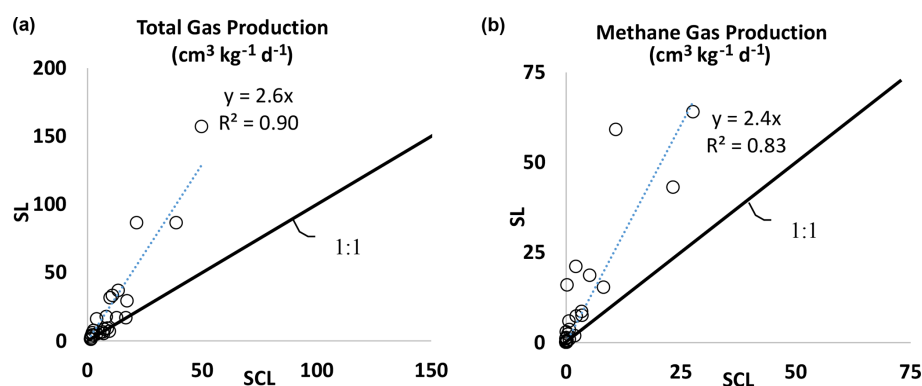 (a)
Total Gas Production
(cm³ kg⁻¹ d⁻¹)
200
150
100
50
0
SL
y = 2.6x
R² = 0.90
1:1
0
50
100
150
SCL
(b)
Methane Gas Production
(cm³ kg⁻¹ d⁻¹)
75
50
25
0
SL
y = 2.4x
R² = 0.83
1:1
0
25
50
75
SCL